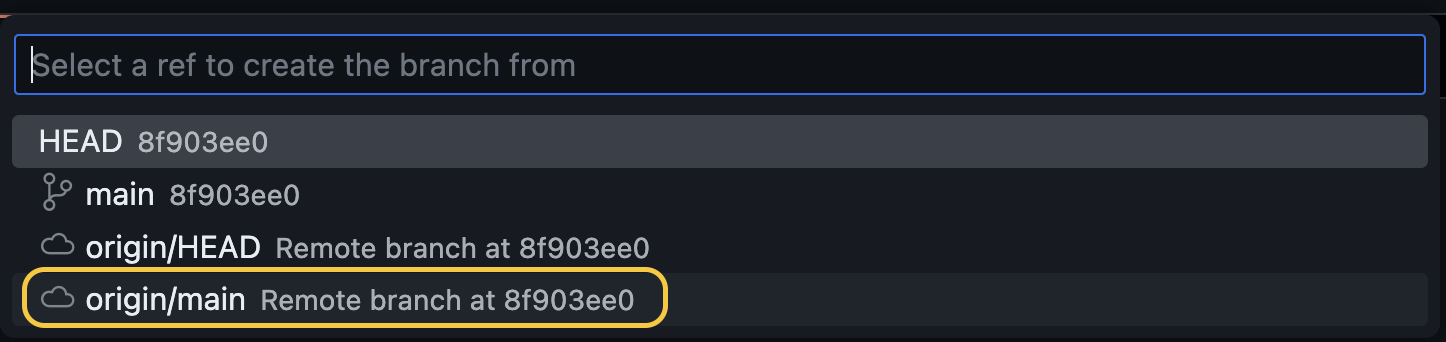 Select a ref to create the branch from
HEAD 8f903ee0
main 8f903ee0
origin/HEAD Remote branch at 8f903ee0
origin/main Remote branch at 8f903ee0